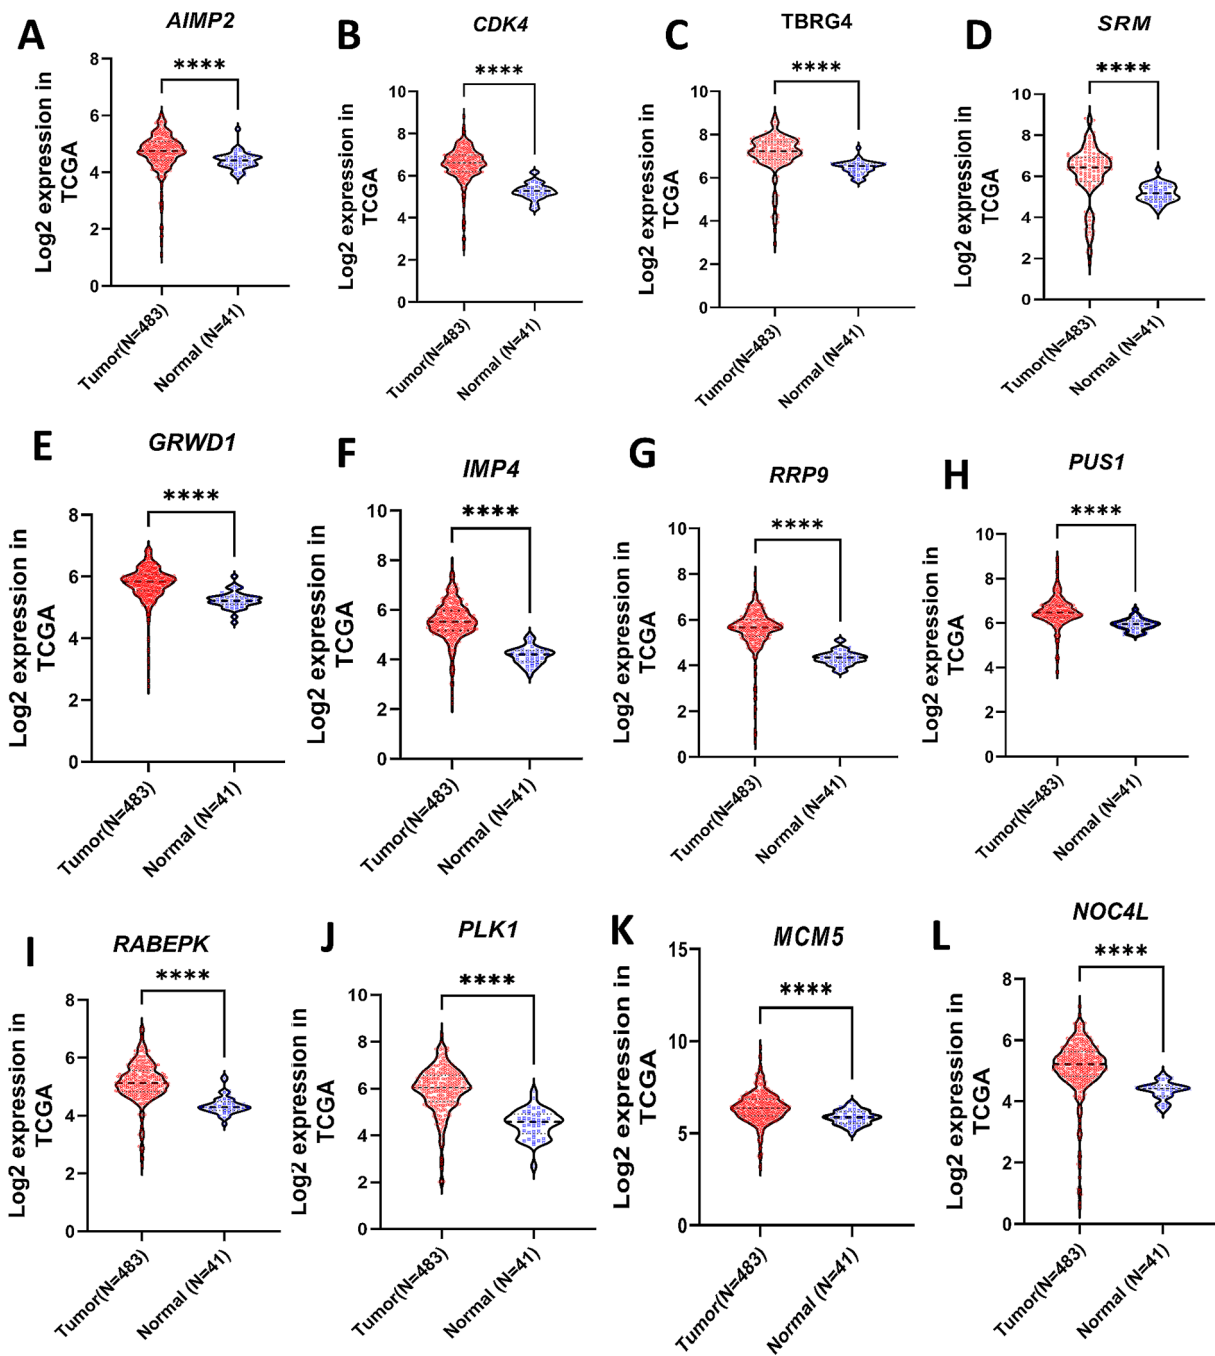 A
AIMP2
****
Log2 expression in
TCGA
8
6
4
2
0
Tumor(N=483)
Normal (N=41)
B
CDK4
****
Log2 expression in
TCGA
10
8
6
4
2
0
Tumor(N=483)
Normal (N=41)
C
TBRG4
****
Log2 expression in
TCGA
10
8
6
4
2
0
Tumor(N=483)
Normal (N=41)
D
SRM
****
Log2 expression in
TCGA
10
8
6
4
2
0
Tumor(N=483)
Normal (N=41)
E
GRWD1
****
Log2 expression in
TCGA
8
6
4
2
0
Tumor(N=483)
Normal (N=41)
F
IMP4
****
Log2 expression in
TCGA
10
8
6
4
2
0
Tumor(N=483)
Normal (N=41)
G
RRP9
****
Log2 expression in
TCGA
10
8
6
4
2
0
Tumor(N=483)
Normal (N=41)
H
PUS1
****
Log2 expression in
TCGA
10
8
6
4
2
0
Tumor(N=483)
Normal (N=41)
I
RABEPK
****
Log2 expression in
TCGA
8
6
4
2
0
Tumor(N=483)
Normal (N=41)
J
PLK1
****
Log2 expression in
TCGA
10
8
6
4
2
0
Tumor(N=483)
Normal (N=41)
K
MCM5
****
Log2 expression in
TCGA
15
10
5
0
Tumor(N=483)
Normal (N=41)
L
NOC4L
****
Log2 expression in
TCGA
8
6
4
2
0
Tumor(N=483)
Normal (N=41)